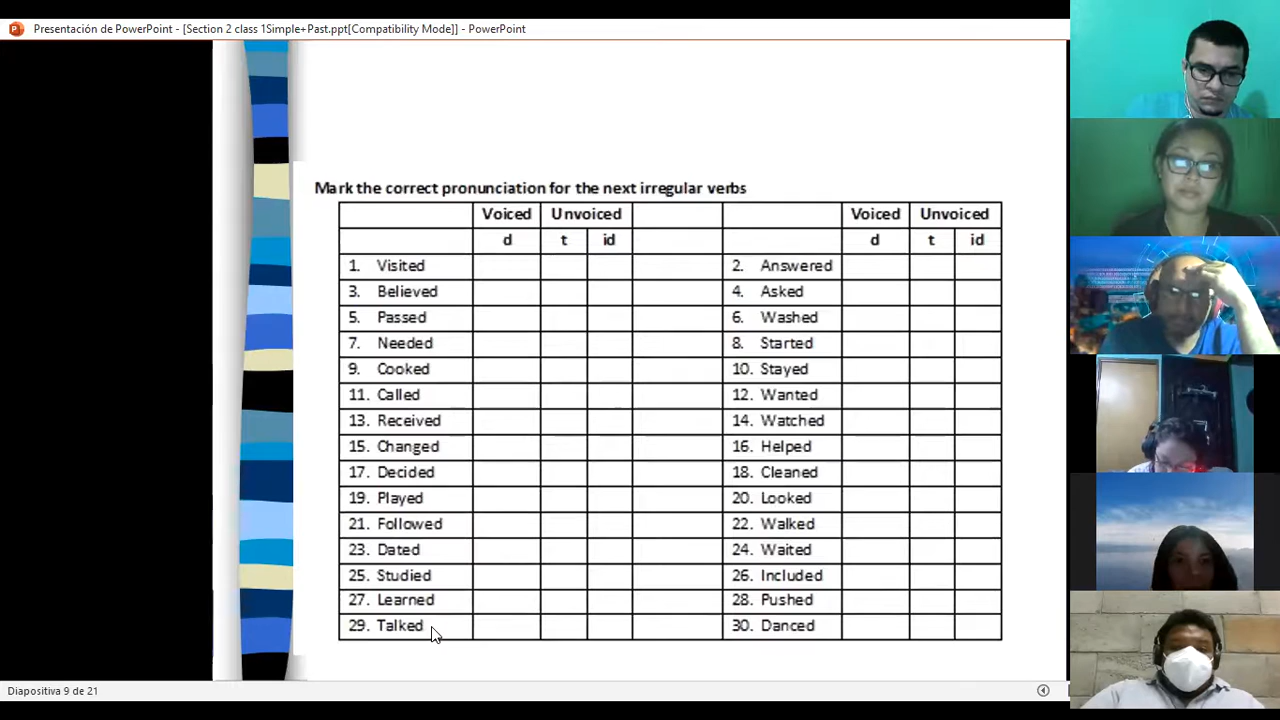 Presentación de PowerPoint - [Section 2 class 1Simple+Past.ppt[Compatibility Mode]] - PowerPoint
Mark the correct pronunciation for the next irregular verbs
Voiced Unvoiced Voiced Unvoiced
d t id d t id
1. Visited 2. Answered
3. Believed 4. Asked
5. Passed 6. Washed
7. Needed 8. Started
9. Cooked 10. Stayed
11. Called 12. Wanted
13. Received 14. Watched
15. Changed 16. Helped
17. Decided 18. Cleaned
19. Played 20. Looked
21. Followed 22. Walked
23. Dated 24. Waited
25. Studied 26. Included
27. Learned 28. Pushed
29. Talked 30. Danced
Diapositiva 9 de 21